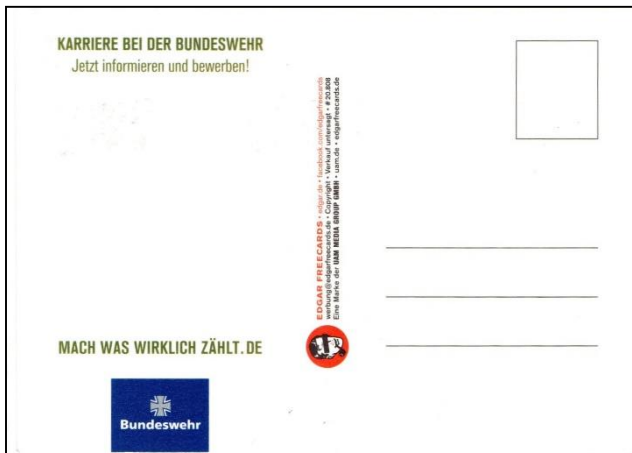 KARRIERE BEI DER BUNDESWEHR
Jetzt informieren und bewerben!
MACH WAS WIRKLICH ZÄHLT.DE
Bundeswehr
EDGAR FREECARDS • edgar.de • facebook.com/edgarfreecards
werbung@edgarfreecards.de • Copyright • Verkauf untersagt • # 20.808
Eine Marke der UAM MEDIA GROUP GMBH • uam.de • edgarfreecards.de